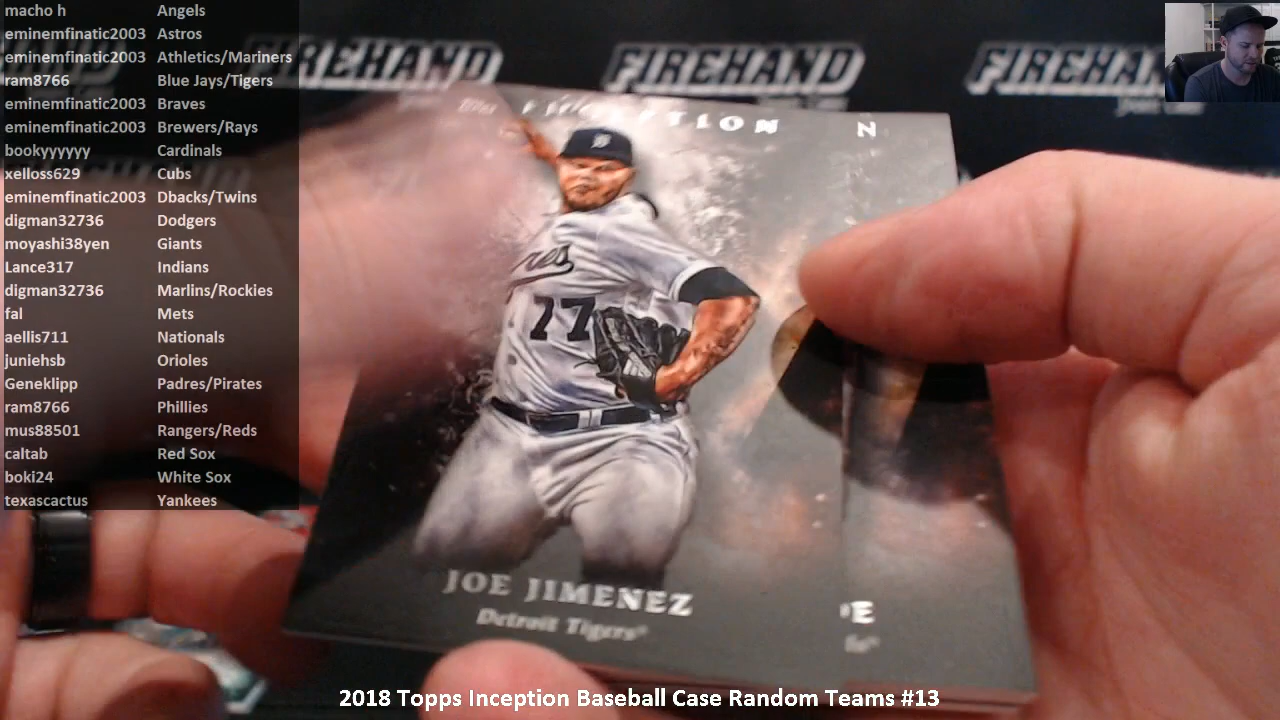 macho h Angels
eminemfinatic2003 Astros
eminemfinatic2003 Athletics/Mariners
ram8766 Blue Jays/Tigers
eminemfinatic2003 Braves
eminemfinatic2003 Brewers/Rays
bookyyyyyy Cardinals
xelloss629 Cubs
eminemfinatic2003 Dbacks/Twins
digman32736 Dodgers
moyashi38yen Giants
Lance317 Indians
digman32736 Marlins/Rockies
fal Mets
aellis711 Nationals
juniehsb Orioles
Geneklipp Padres/Pirates
ram8766 Phillies
mus88501 Rangers/Reds
caltab Red Sox
boki24 White Sox
texascactus Yankees
FIREHAND
FIREHAND
FIREHAND
N
77
JOE JIMENEZ
Detroit Tigers®
E
2018 Topps Inception Baseball Case Random Teams #13